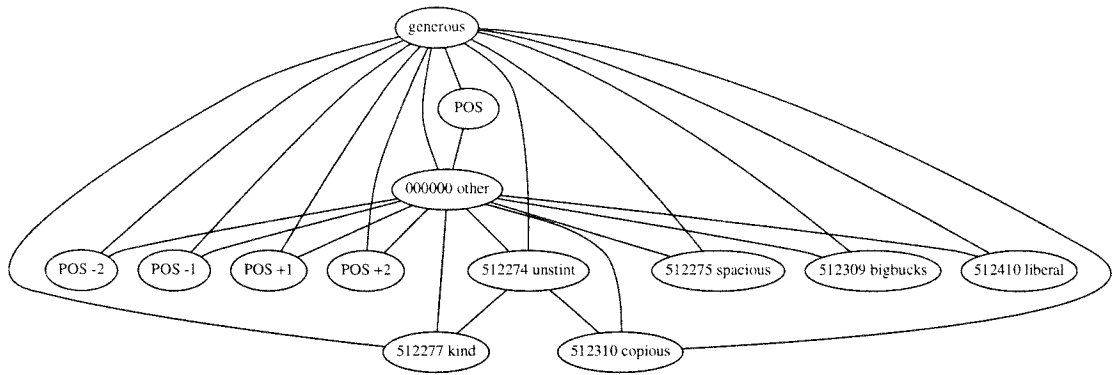 generous
POS
000000 other
POS -2
POS -1
POS +1
POS +2
512274 unstint
512275 spacious
512309 bigbucks
512410 liberal
512277 kind
512310 copious